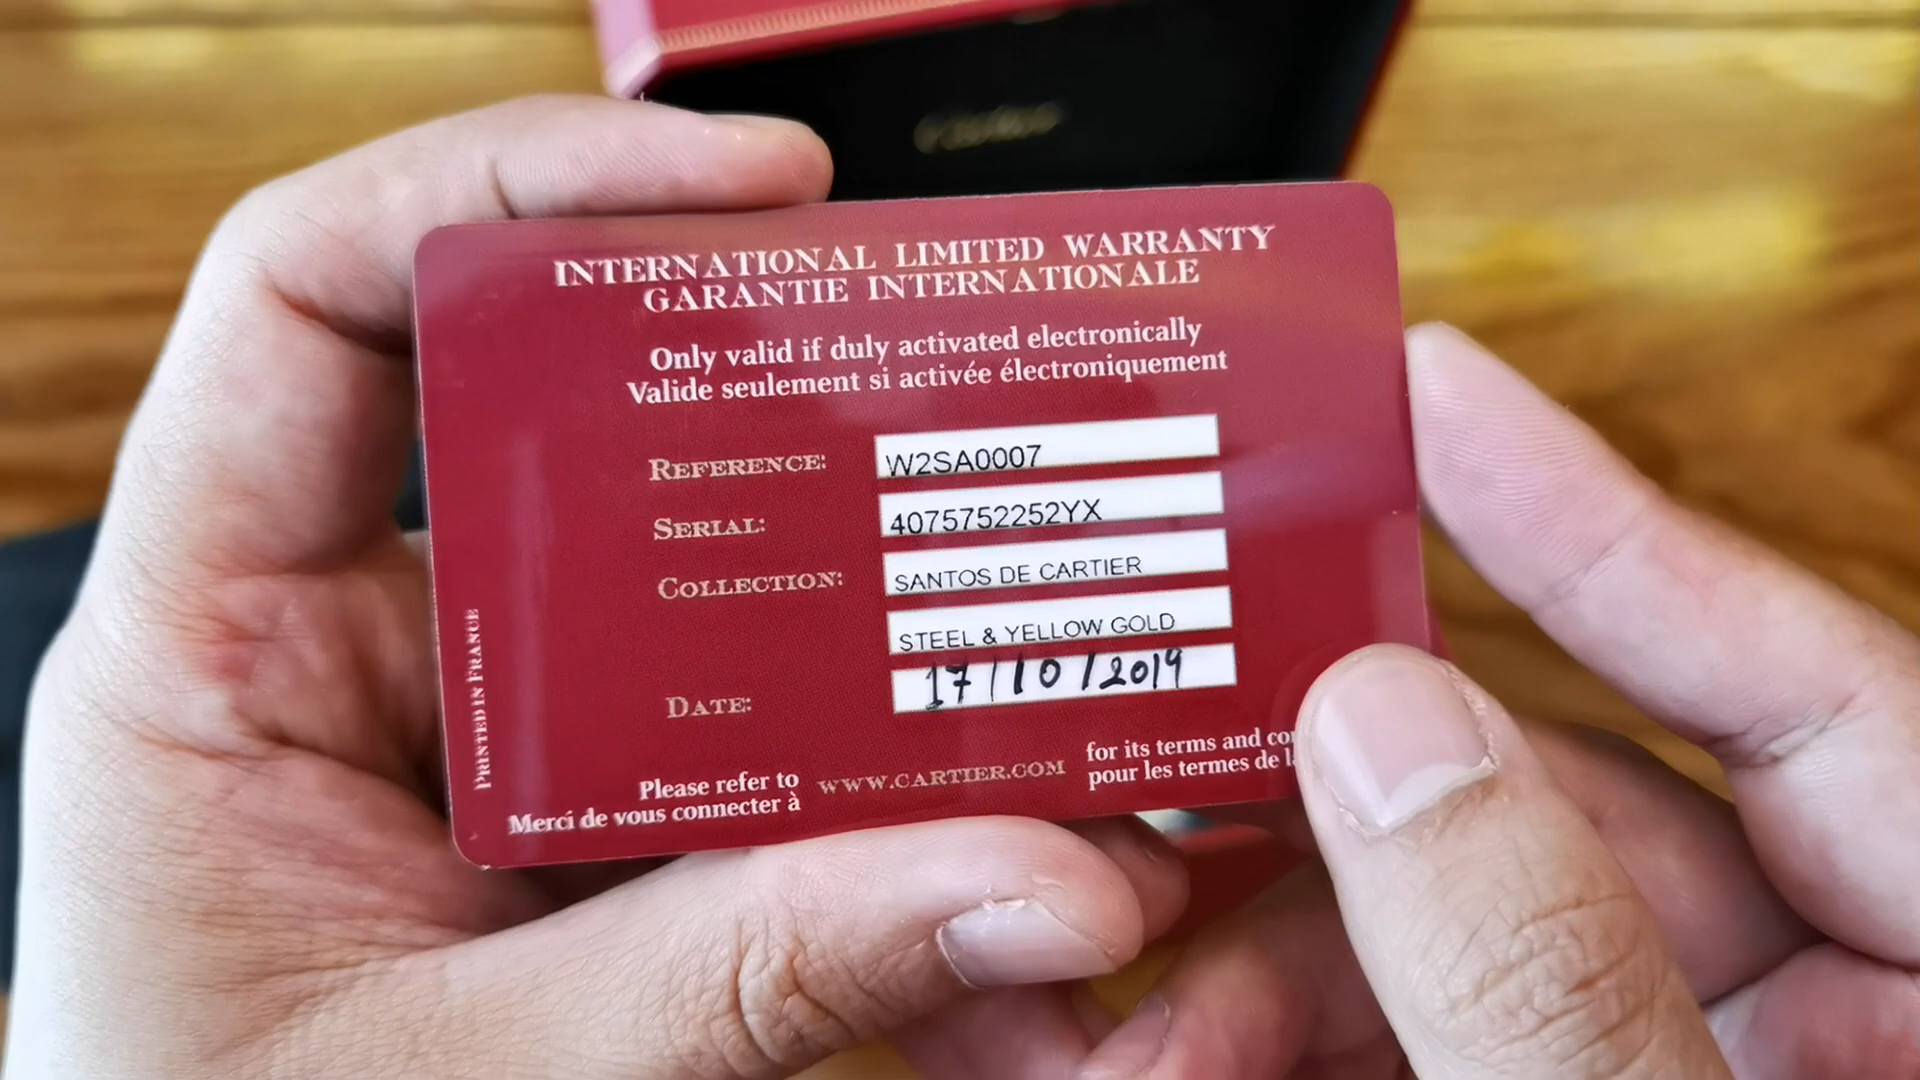 INTERNATIONAL LIMITED WARRANTY
GARANTIE INTERNATIONALE
Only valid if duly activated electronically
Valide seulement si activée électroniquement
REFERENCE: W2SA0007
SERIAL: 4075752252YX
COLLECTION: SANTOS DE CARTIER
STEEL & YELLOW GOLD
DATE: 17/10/2019
Please refer to
Merci de vous connecter à
WWW.CARTIER.COM
for its terms and
pour les termes de
PRINTED IN FRANCE